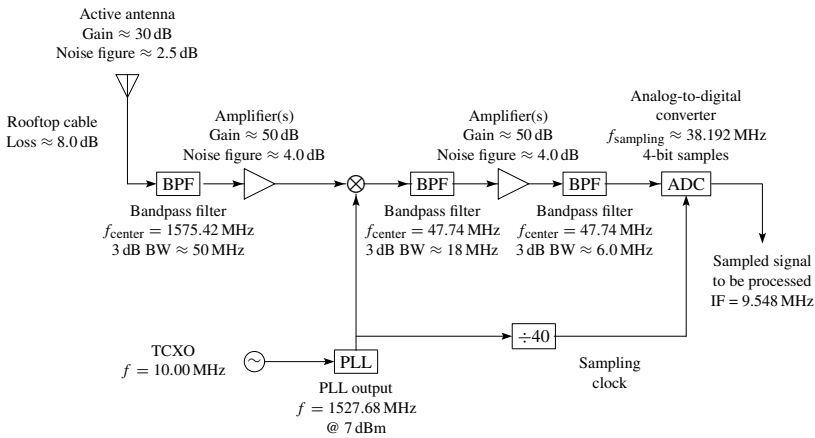 Active antenna
Gain ≈ 30 dB
Noise figure ≈ 2.5 dB
Rooftop cable
Loss ≈ 8.0 dB
Amplifier(s)
Gain ≈ 50 dB
Noise figure ≈ 4.0 dB
Amplifier(s)
Gain ≈ 50 dB
Noise figure ≈ 4.0 dB
Analog-to-digital
converter
f_sampling ≈ 38.192 MHz
4-bit samples
BPF
⊗
BPF
BPF
ADC
Bandpass filter
f_center = 1575.42 MHz
3 dB BW ≈ 50 MHz
Bandpass filter
f_center = 47.74 MHz
3 dB BW ≈ 18 MHz
Bandpass filter
f_center = 47.74 MHz
3 dB BW ≈ 6.0 MHz
Sampled signal
to be processed
IF = 9.548 MHz
TCXO
f = 10.00 MHz
~
PLL
÷40
Sampling
clock
PLL output
f = 1527.68 MHz
@ 7 dBm